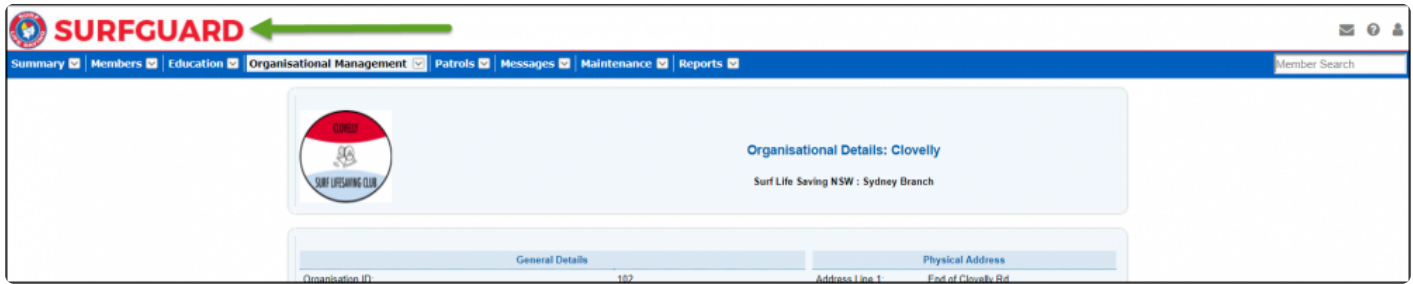 SURFGUARD
Summary Members Education Organisational Management Patrols Messages Maintenance Reports Member Search
CLOVELLY
SURF LIFESAVING CLUB
Organisational Details: Clovelly
Surf Life Saving NSW : Sydney Branch
General Details Physical Address
Organisation ID: 102 Address Line 1: End of Clovelly Rd